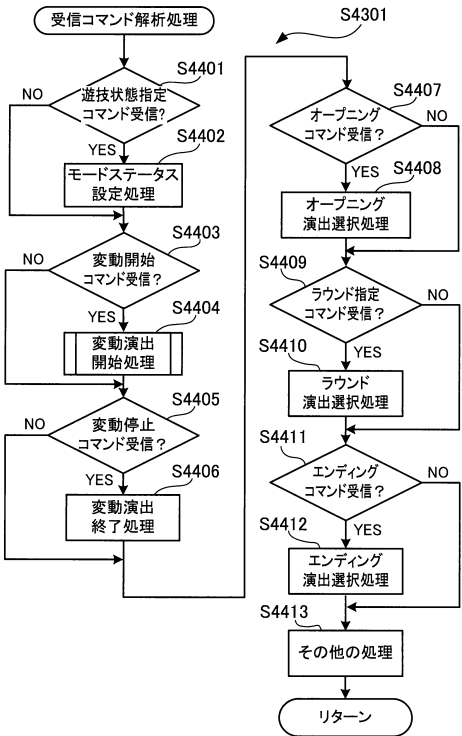 受信コマンド解析処理
S4301
S4401
遊技状態指定
コマンド受信?
NO
YES
S4402
モードステータス
設定処理
S4403
変動開始
コマンド受信?
NO
YES
S4404
変動演出
開始処理
S4405
変動停止
コマンド受信?
NO
YES
S4406
変動演出
終了処理
S4407
オープニング
コマンド受信?
NO
YES
S4408
オープニング
演出選択処理
S4409
ラウンド指定
コマンド受信?
NO
YES
S4410
ラウンド
演出選択処理
S4411
エンディング
コマンド受信?
NO
YES
S4412
エンディング
演出選択処理
S4413
その他の処理
リターン